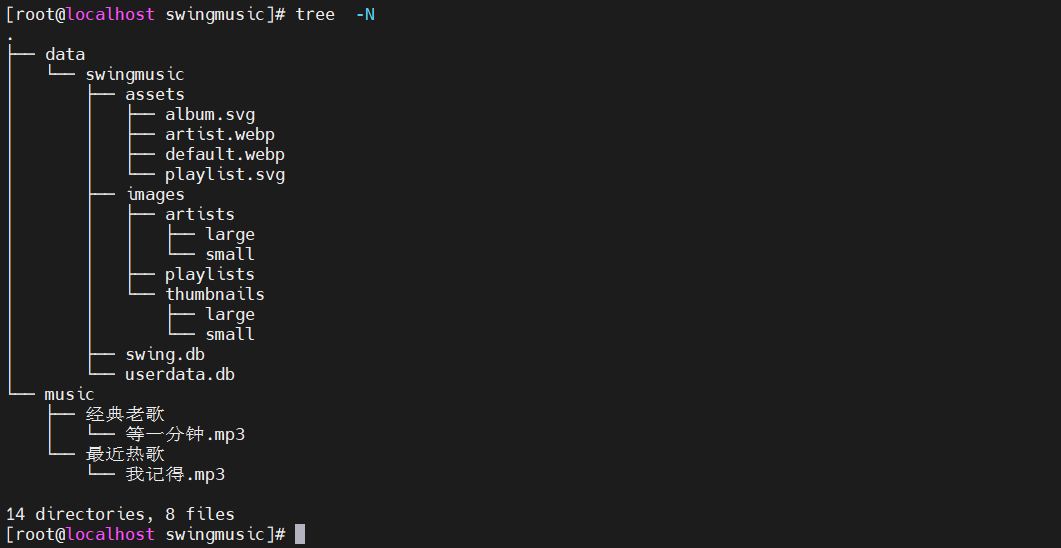 [root@localhost swingmusic]# tree  -N
.
├── data
│   └── swingmusic
│       ├── assets
│       │   ├── album.svg
│       │   ├── artist.webp
│       │   ├── default.webp
│       │   └── playlist.svg
│       ├── images
│       │   ├── artists
│       │   │   ├── large
│       │   │   └── small
│       │   ├── playlists
│       │   └── thumbnails
│       │       ├── large
│       │       └── small
│       ├── swing.db
│       └── userdata.db
└── music
    ├── 经典老歌
    │   └── 等一分钟.mp3
    └── 最近热歌
        └── 我记得.mp3

14 directories, 8 files
[root@localhost swingmusic]#